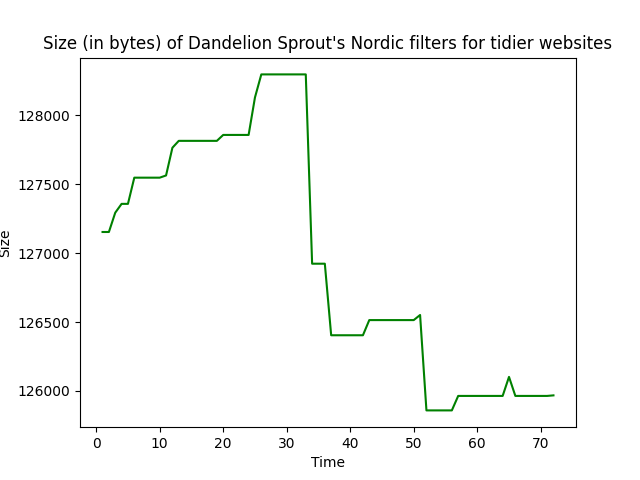 Size (in bytes) of Dandelion Sprout's Nordic filters for tidier websites
128000
127500
127000
126500
126000
Size
0 10 20 30 40 50 60 70
Time